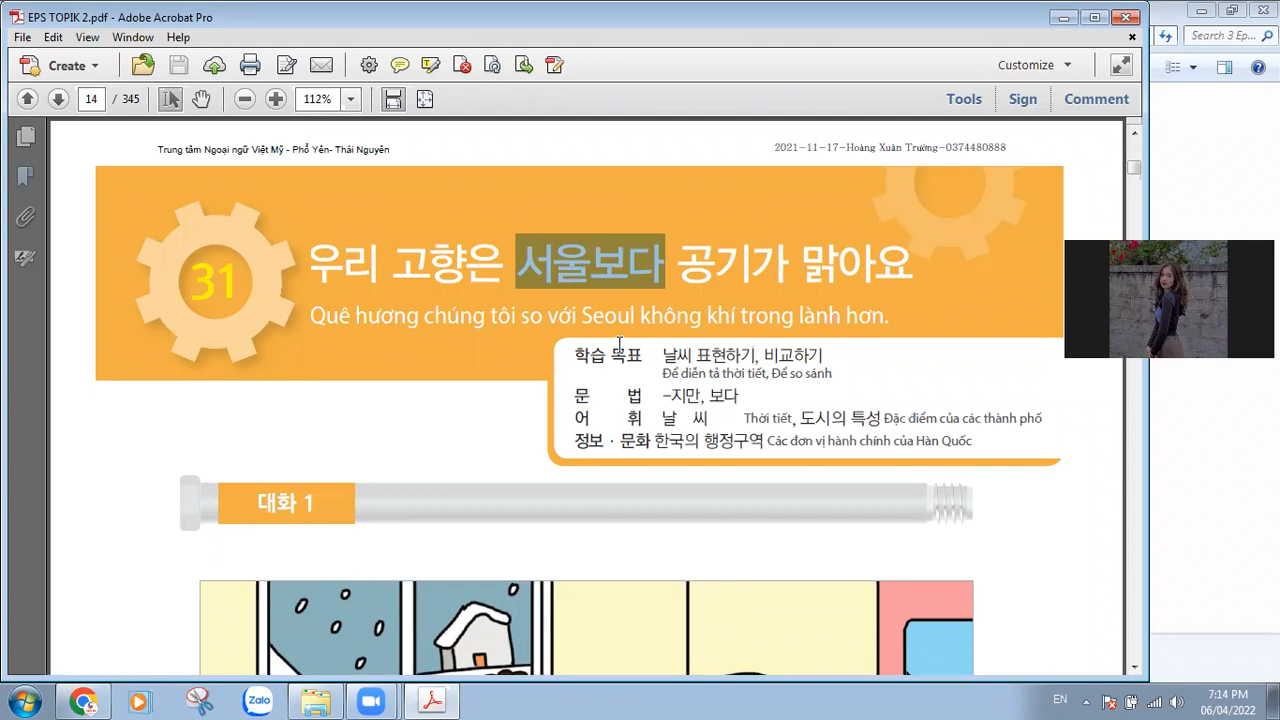 EPS TOPIK 2.pdf - Adobe Acrobat Pro
File Edit View Window Help
Create Customize
14 / 345 112% Tools Sign Comment
Search 3 Ep...
Trung tâm Ngoại ngữ Việt Mỹ - Phổ Yên- Thái Nguyên
2021-11-17-Hoàng Xuân Trường-0374480888
31
우리 고향은 서울보다 공기가 맑아요
Quê hương chúng tôi so với Seoul không khí trong lành hơn.
학습 목표 날씨 표현하기, 비교하기
Để diễn tả thời tiết, Để so sánh
문 법 -지만, 보다
어 휘 날 씨 Thời tiết, 도시의 특성 Đặc điểm của các thành phố
정보·문화 한국의 행정구역 Các đơn vị hành chính của Hàn Quốc
대화 1
Zalo
EN
7:14 PM
06/04/2022